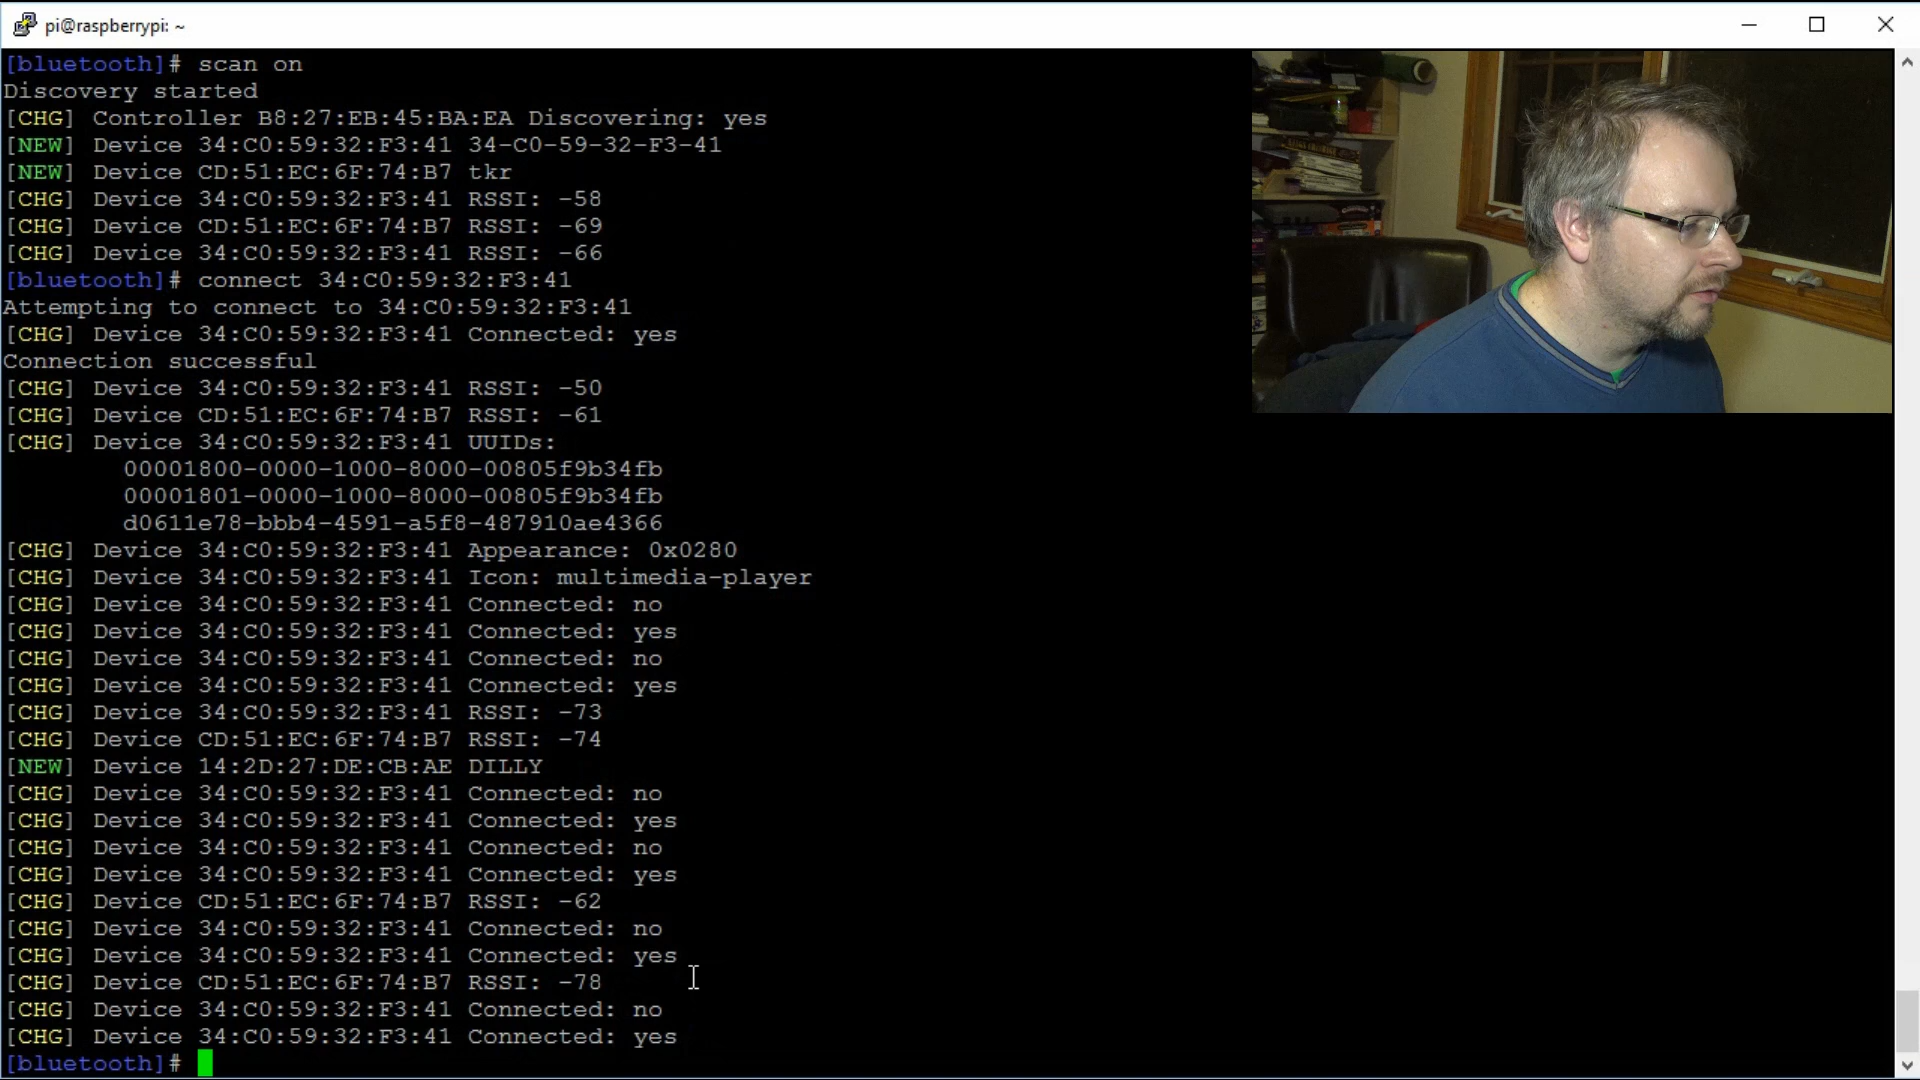 pi@raspberrypi: ~
[bluetooth]# scan on
Discovery started
[CHG] Controller B8:27:EB:45:BA:EA Discovering: yes
[NEW] Device 34:C0:59:32:F3:41 34-C0-59-32-F3-41
[NEW] Device CD:51:EC:6F:74:B7 tkr
[CHG] Device 34:C0:59:32:F3:41 RSSI: -58
[CHG] Device CD:51:EC:6F:74:B7 RSSI: -69
[CHG] Device 34:C0:59:32:F3:41 RSSI: -66
[bluetooth]# connect 34:C0:59:32:F3:41
Attempting to connect to 34:C0:59:32:F3:41
[CHG] Device 34:C0:59:32:F3:41 Connected: yes
Connection successful
[CHG] Device 34:C0:59:32:F3:41 RSSI: -50
[CHG] Device CD:51:EC:6F:74:B7 RSSI: -61
[CHG] Device 34:C0:59:32:F3:41 UUIDs:
00001800-0000-1000-8000-00805f9b34fb
00001801-0000-1000-8000-00805f9b34fb
d0611e78-bbb4-4591-a5f8-487910ae4366
[CHG] Device 34:C0:59:32:F3:41 Appearance: 0x0280
[CHG] Device 34:C0:59:32:F3:41 Icon: multimedia-player
[CHG] Device 34:C0:59:32:F3:41 Connected: no
[CHG] Device 34:C0:59:32:F3:41 Connected: yes
[CHG] Device 34:C0:59:32:F3:41 Connected: no
[CHG] Device 34:C0:59:32:F3:41 Connected: yes
[CHG] Device 34:C0:59:32:F3:41 RSSI: -73
[CHG] Device CD:51:EC:6F:74:B7 RSSI: -74
[NEW] Device 14:2D:27:DE:CB:AE DILLY
[CHG] Device 34:C0:59:32:F3:41 Connected: no
[CHG] Device 34:C0:59:32:F3:41 Connected: yes
[CHG] Device 34:C0:59:32:F3:41 Connected: no
[CHG] Device 34:C0:59:32:F3:41 Connected: yes
[CHG] Device CD:51:EC:6F:74:B7 RSSI: -62
[CHG] Device 34:C0:59:32:F3:41 Connected: no
[CHG] Device 34:C0:59:32:F3:41 Connected: yes
[CHG] Device CD:51:EC:6F:74:B7 RSSI: -78
[CHG] Device 34:C0:59:32:F3:41 Connected: no
[CHG] Device 34:C0:59:32:F3:41 Connected: yes
[bluetooth]#